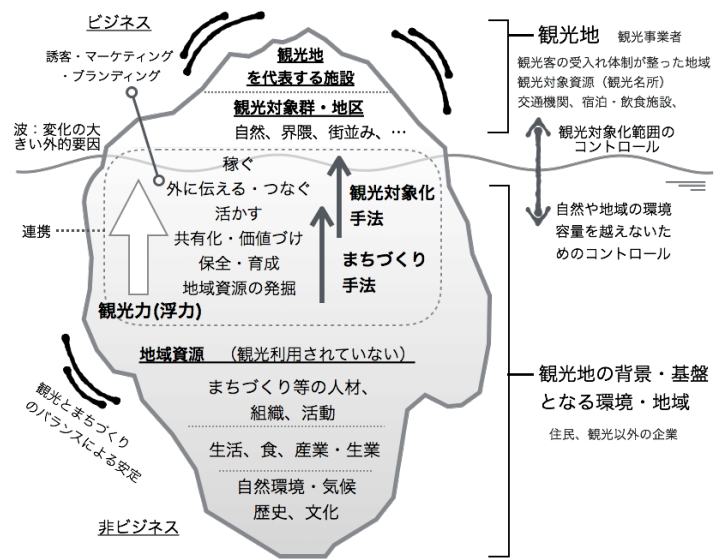 ビジネス
誘客・マーケティング
・ブランディング
波：変化の大
きい外的要因
観光地
を代表する施設
観光対象群・地区
自然、界隈、街並み、…
稼ぐ
外に伝える・つなぐ
活かす
共有化・価値づけ
保全・育成
地域資源の発掘
観光対象化
手法
まちづくり
手法
連携
観光力(浮力)
地域資源　（観光利用されていない）
まちづくり等の人材、
組織、活動
生活、食、産業・生業
自然環境・気候
歴史、文化
観光とまちづくり
のバランスによる安定
非ビジネス
観光地　観光事業者
観光客の受入れ体制が整った地域
観光対象資源（観光名所）
交通機関、宿泊・飲食施設、
観光対象化範囲の
コントロール
自然や地域の環境
容量を越えないた
めのコントロール
観光地の背景・基盤
となる環境・地域
住民、観光以外の企業